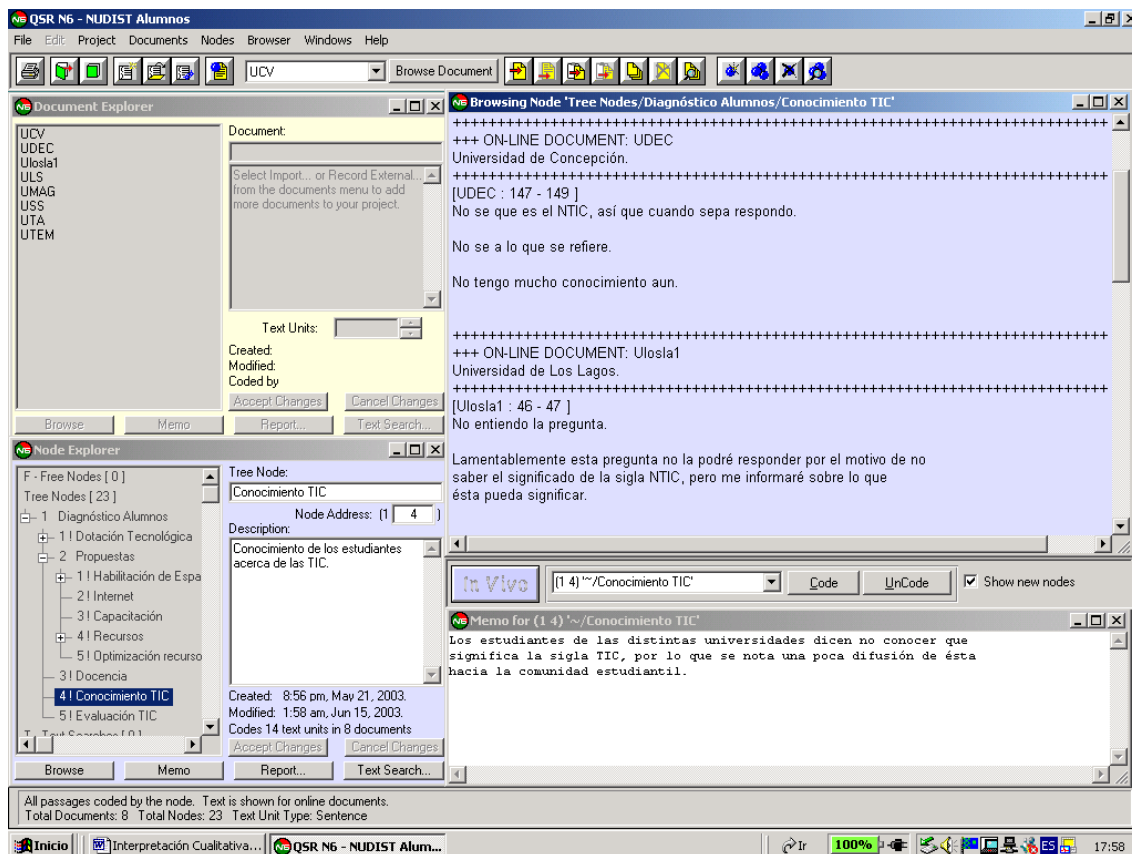 QSR N6 - NUDIST Alumnos
File Edit Project Documents Nodes Browser Windows Help
UCV Browse Document
Document Explorer
UCV
UDEC
Ulosla1
ULS
UMAG
USS
UTA
UTEM
Document:
Select Import... or Record External...
from the documents menu to add
more documents to your project.
Text Units:
Created:
Modified:
Coded by
Accept Changes Cancel Changes
Browse Memo Report... Text Search...
Node Explorer
F - Free Nodes [ 0 ]
Tree Nodes [ 23 ]
1 Diagnóstico Alumnos
1 ! Dotación Tecnológica
2 Propuestas
1 ! Habilitación de Espa
2 ! Internet
3 ! Capacitación
4 ! Recursos
5 ! Optimización recurso
3 ! Docencia
4 ! Conocimiento TIC
5 ! Evaluación TIC
T - Text Searches [ 0 ]
Tree Node:
Conocimiento TIC
Node Address: (1 4 )
Description:
Conocimiento de los estudiantes
acerca de las TIC.
Created: 8:56 pm, May 21, 2003.
Modified: 1:58 am, Jun 15, 2003.
Codes 14 text units in 8 documents
Accept Changes Cancel Changes
Browse Memo Report... Text Search...
Browsing Node 'Tree Nodes/Diagnóstico Alumnos/Conocimiento TIC'
++++++++++++++++++++++++++++++++++++++++++++++++++++++++++++++++++++++++
+++ ON-LINE DOCUMENT: UDEC
Universidad de Concepción.
++++++++++++++++++++++++++++++++++++++++++++++++++++++++++++++++++++++++
[UDEC : 147 - 149 ]
No se que es el NTIC, así que cuando sepa respondo.
No se a lo que se refiere.
No tengo mucho conocimiento aun.
++++++++++++++++++++++++++++++++++++++++++++++++++++++++++++++++++++++++
+++ ON-LINE DOCUMENT: Ulosla1
Universidad de Los Lagos.
++++++++++++++++++++++++++++++++++++++++++++++++++++++++++++++++++++++++
[Ulosla1 : 46 - 47 ]
No entiendo la pregunta.
Lamentablemente esta pregunta no la podré responder por el motivo de no
saber el significado de la sigla NTIC, pero me informaré sobre lo que
ésta pueda significar.
In Vivo (1 4) '~/Conocimiento TIC' Code UnCode Show new nodes
Memo for (1 4) '~/Conocimiento TIC'
Los estudiantes de las distintas universidades dicen no conocer que
significa la sigla TIC, por lo que se nota una poca difusión de ésta
hacia la comunidad estudiantil.
All passages coded by the node. Text is shown for online documents.
Total Documents: 8 Total Nodes: 23 Text Unit Type: Sentence
Inicio Interpretación Cualitativa... QSR N6 - NUDIST Alum... Ir 100% ES 17:58